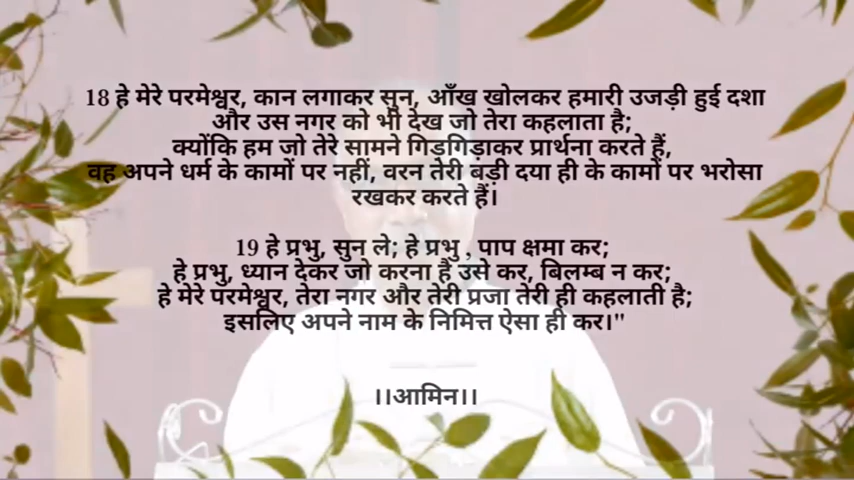 18 हे मेरे परमेश्वर, कान लगाकर सुन, आँख खोलकर हमारी उजड़ी हुई दशा
और उस नगर को भी देख जो तेरा कहलाता है;
क्योंकि हम जो तेरे सामने गिड़गिड़ाकर प्रार्थना करते हैं,
वह अपने धर्म के कामों पर नहीं, वरन तेरी बड़ी दया ही के कामों पर भरोसा
रखकर करते हैं।
19 हे प्रभु, सुन ले; हे प्रभु , पाप क्षमा कर;
हे प्रभु, ध्यान देकर जो करना है उसे कर, बिलम्ब न कर;
हे मेरे परमेश्वर, तेरा नगर और तेरी प्रजा तेरी ही कहलाती है;
इसलिए अपने नाम के निमित्त ऐसा ही कर।"
।।आमिन।।